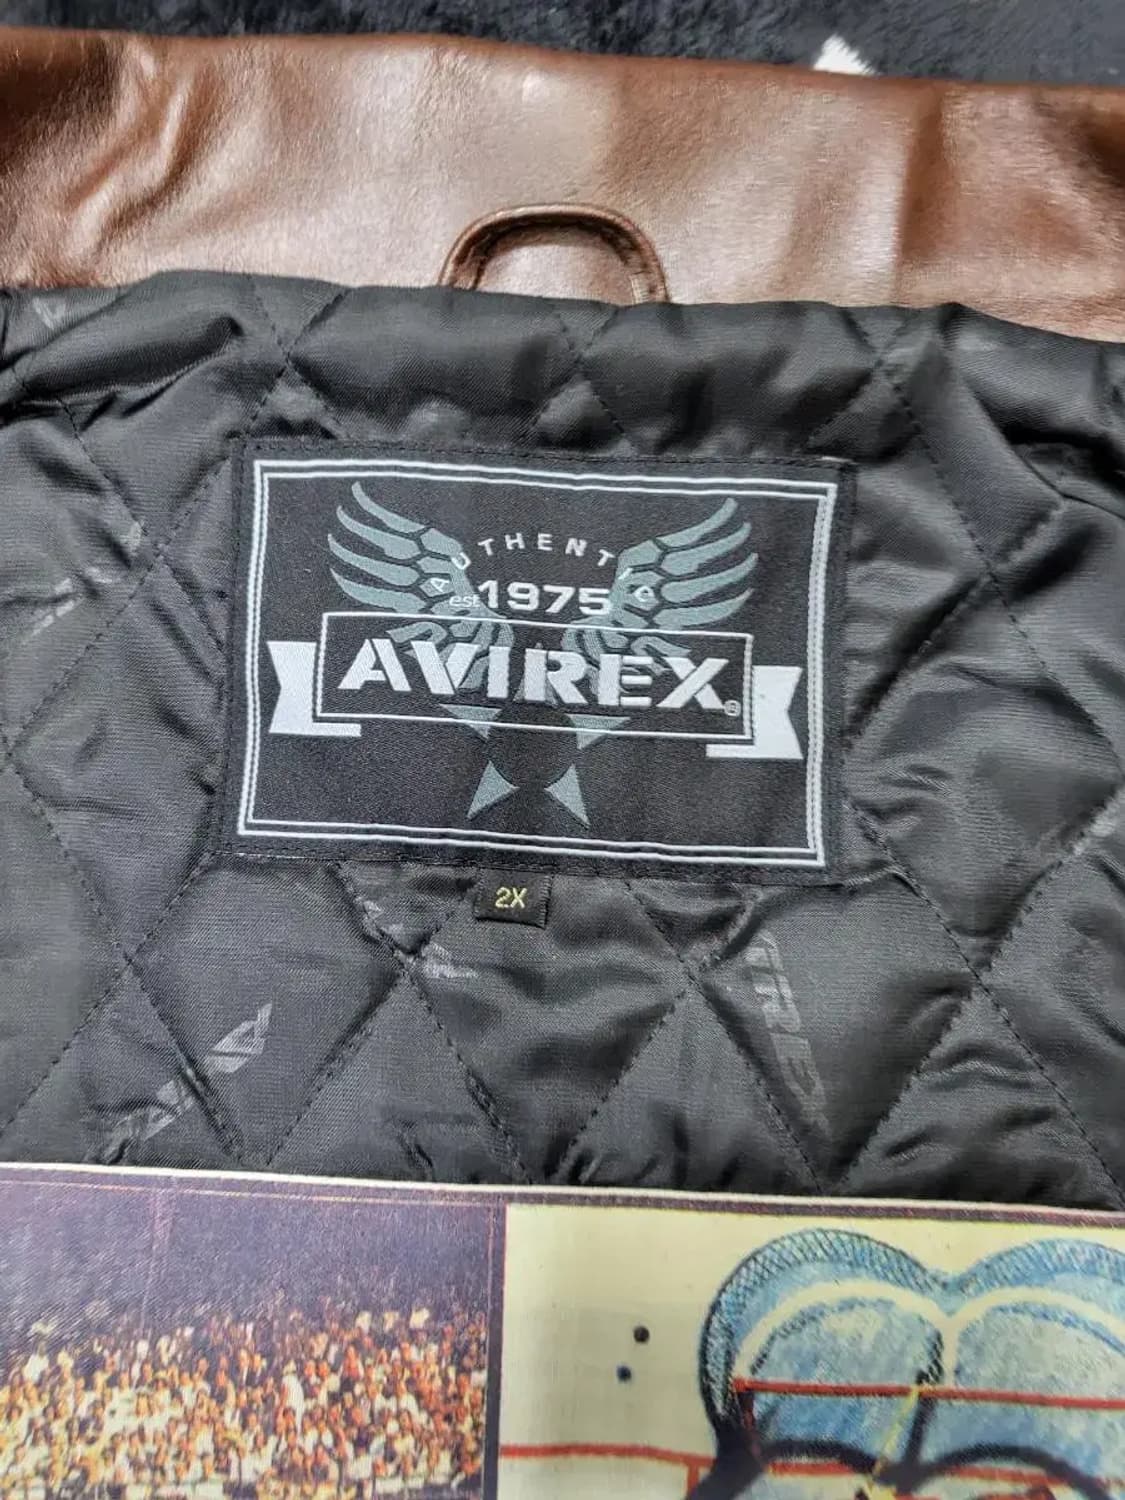 AUTHENTIC
est. 1975
AVIREX®
2X